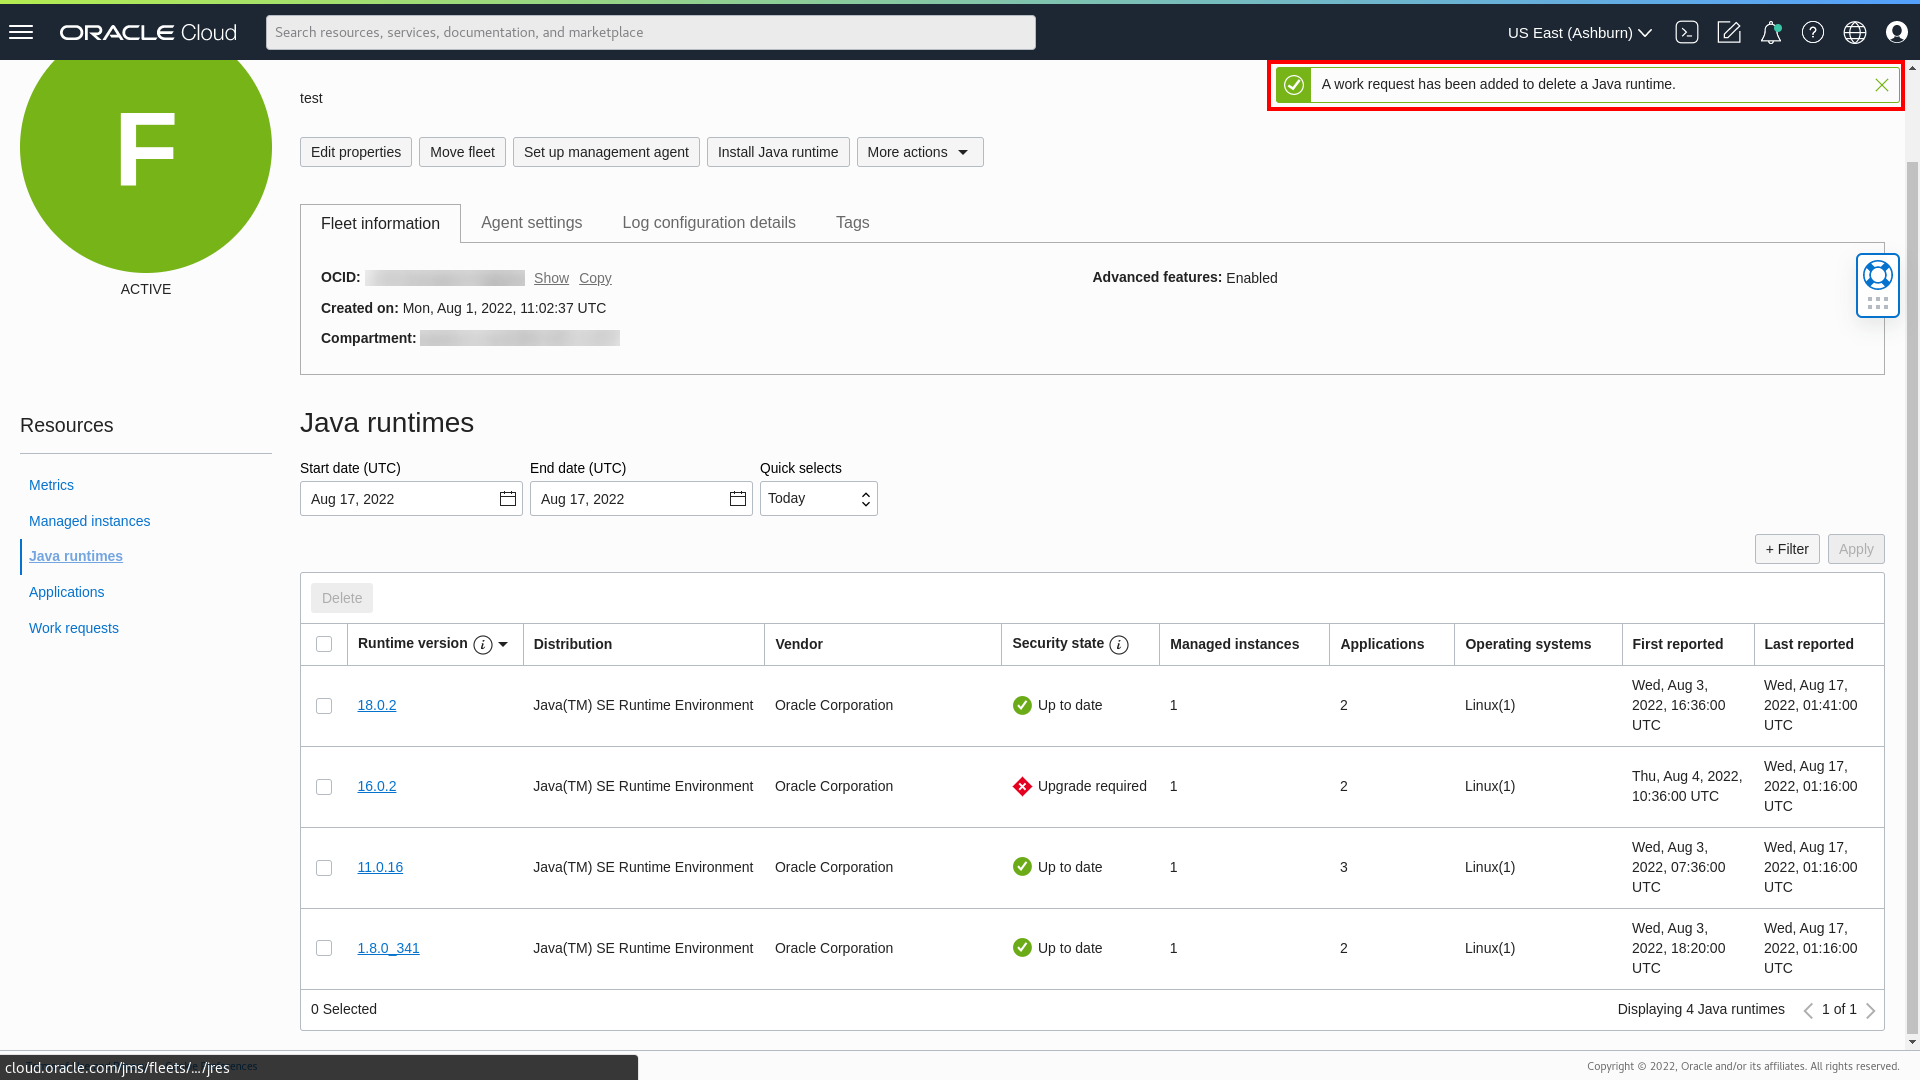 ORACLE Cloud
Search resources, services, documentation, and marketplace
US East (Ashburn)
A work request has been added to delete a Java runtime.
F
ACTIVE
test
Edit properties
Move fleet
Set up management agent
Install Java runtime
More actions
Fleet information
Agent settings
Log configuration details
Tags
OCID:
Show
Copy
Advanced features: Enabled
Created on: Mon, Aug 1, 2022, 11:02:37 UTC
Compartment:
Resources
Metrics
Managed instances
Java runtimes
Applications
Work requests
Java runtimes
Start date (UTC)
End date (UTC)
Quick selects
Aug 17, 2022
Aug 17, 2022
Today
+ Filter
Apply
Delete
Runtime version i
Distribution
Vendor
Security state i
Managed instances
Applications
Operating systems
First reported
Last reported
18.0.2
Java(TM) SE Runtime Environment
Oracle Corporation
Up to date
1
2
Linux(1)
Wed, Aug 3,
2022, 16:36:00
UTC
Wed, Aug 17,
2022, 01:41:00
UTC
16.0.2
Java(TM) SE Runtime Environment
Oracle Corporation
Upgrade required
1
2
Linux(1)
Thu, Aug 4, 2022,
10:36:00 UTC
Wed, Aug 17,
2022, 01:16:00
UTC
11.0.16
Java(TM) SE Runtime Environment
Oracle Corporation
Up to date
1
3
Linux(1)
Wed, Aug 3,
2022, 07:36:00
UTC
Wed, Aug 17,
2022, 01:16:00
UTC
1.8.0_341
Java(TM) SE Runtime Environment
Oracle Corporation
Up to date
1
2
Linux(1)
Wed, Aug 3,
2022, 18:20:00
UTC
Wed, Aug 17,
2022, 01:16:00
UTC
0 Selected
Displaying 4 Java runtimes
1 of 1
cloud.oracle.com/jms/fleets/.../jres
Copyright © 2022, Oracle and/or its affiliates. All rights reserved.